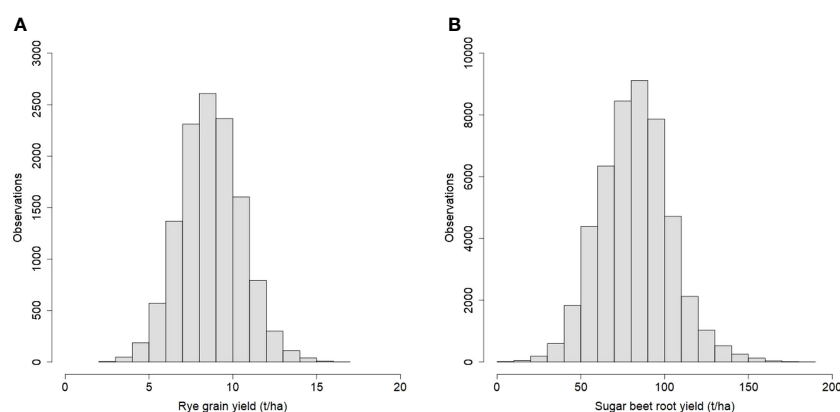 A
3000
2500
2000
1500
1000
500
0
Observations
0 5 10 15 20
Rye grain yield (t/ha)
B
10000
8000
6000
4000
2000
0
Observations
0 50 100 150 200
Sugar beet root yield (t/ha)